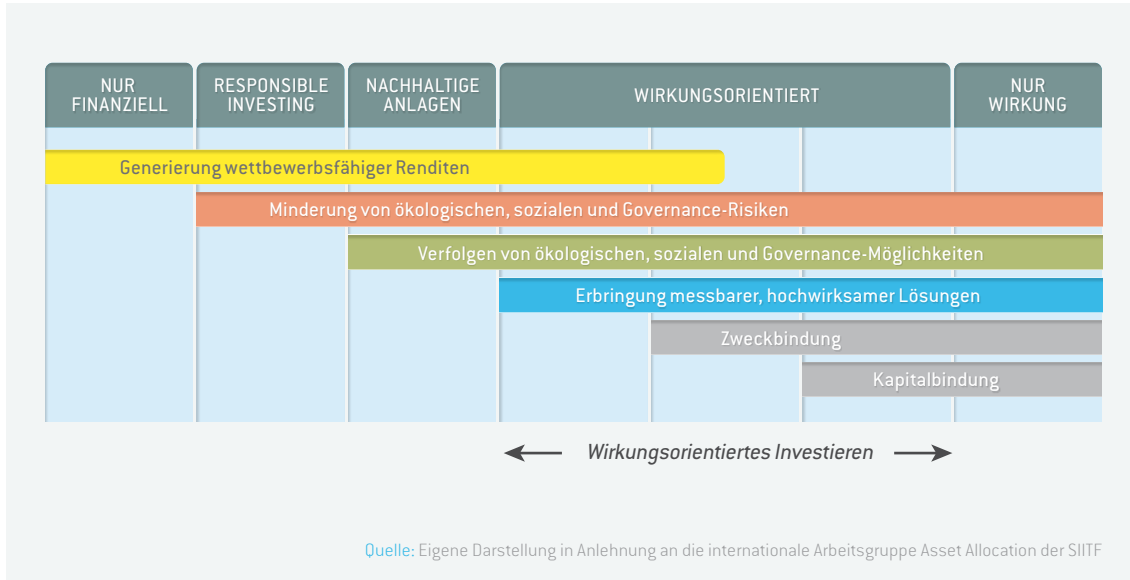 NUR
FINANZIELL
RESPONSIBLE
INVESTING
NACHHALTIGE
ANLAGEN
WIRKUNGSORIENTIERT
NUR
WIRKUNG
Generierung wettbewerbsfähiger Renditen
Minderung von ökologischen, sozialen und Governance-Risiken
Verfolgen von ökologischen, sozialen und Governance-Möglichkeiten
Erbringung messbarer, hochwirksamer Lösungen
Zweckbindung
Kapitalbindung
Wirkungsorientiertes Investieren
Quelle: Eigene Darstellung in Anlehnung an die internationale Arbeitsgruppe Asset Allocation der SIITF